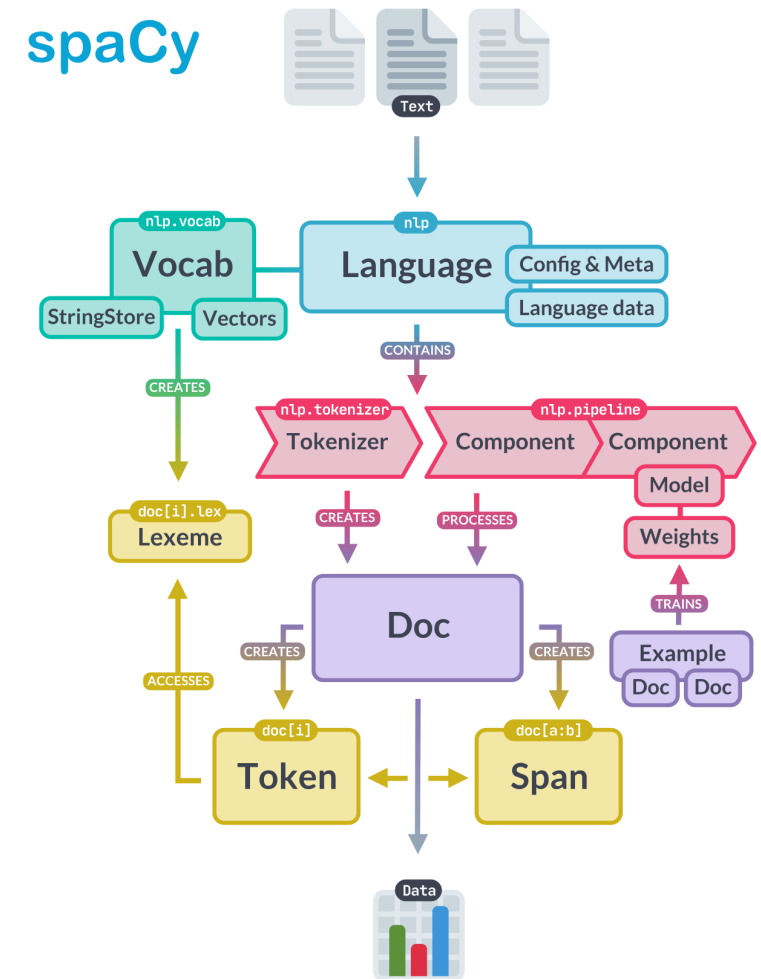 spaCy
Text
nlp.vocab
nlp
Vocab
Language
Config & Meta
StringStore
Vectors
Language data
CONTAINS
CREATES
nlp.tokenizer
nlp.pipeline
Tokenizer
Component
Component
Model
doc[i].lex
CREATES
PROCESSES
Lexeme
Weights
TRAINS
Doc
CREATES
CREATES
Example
ACCESSES
Doc
Doc
doc[i]
doc[a:b]
Token
Span
Data